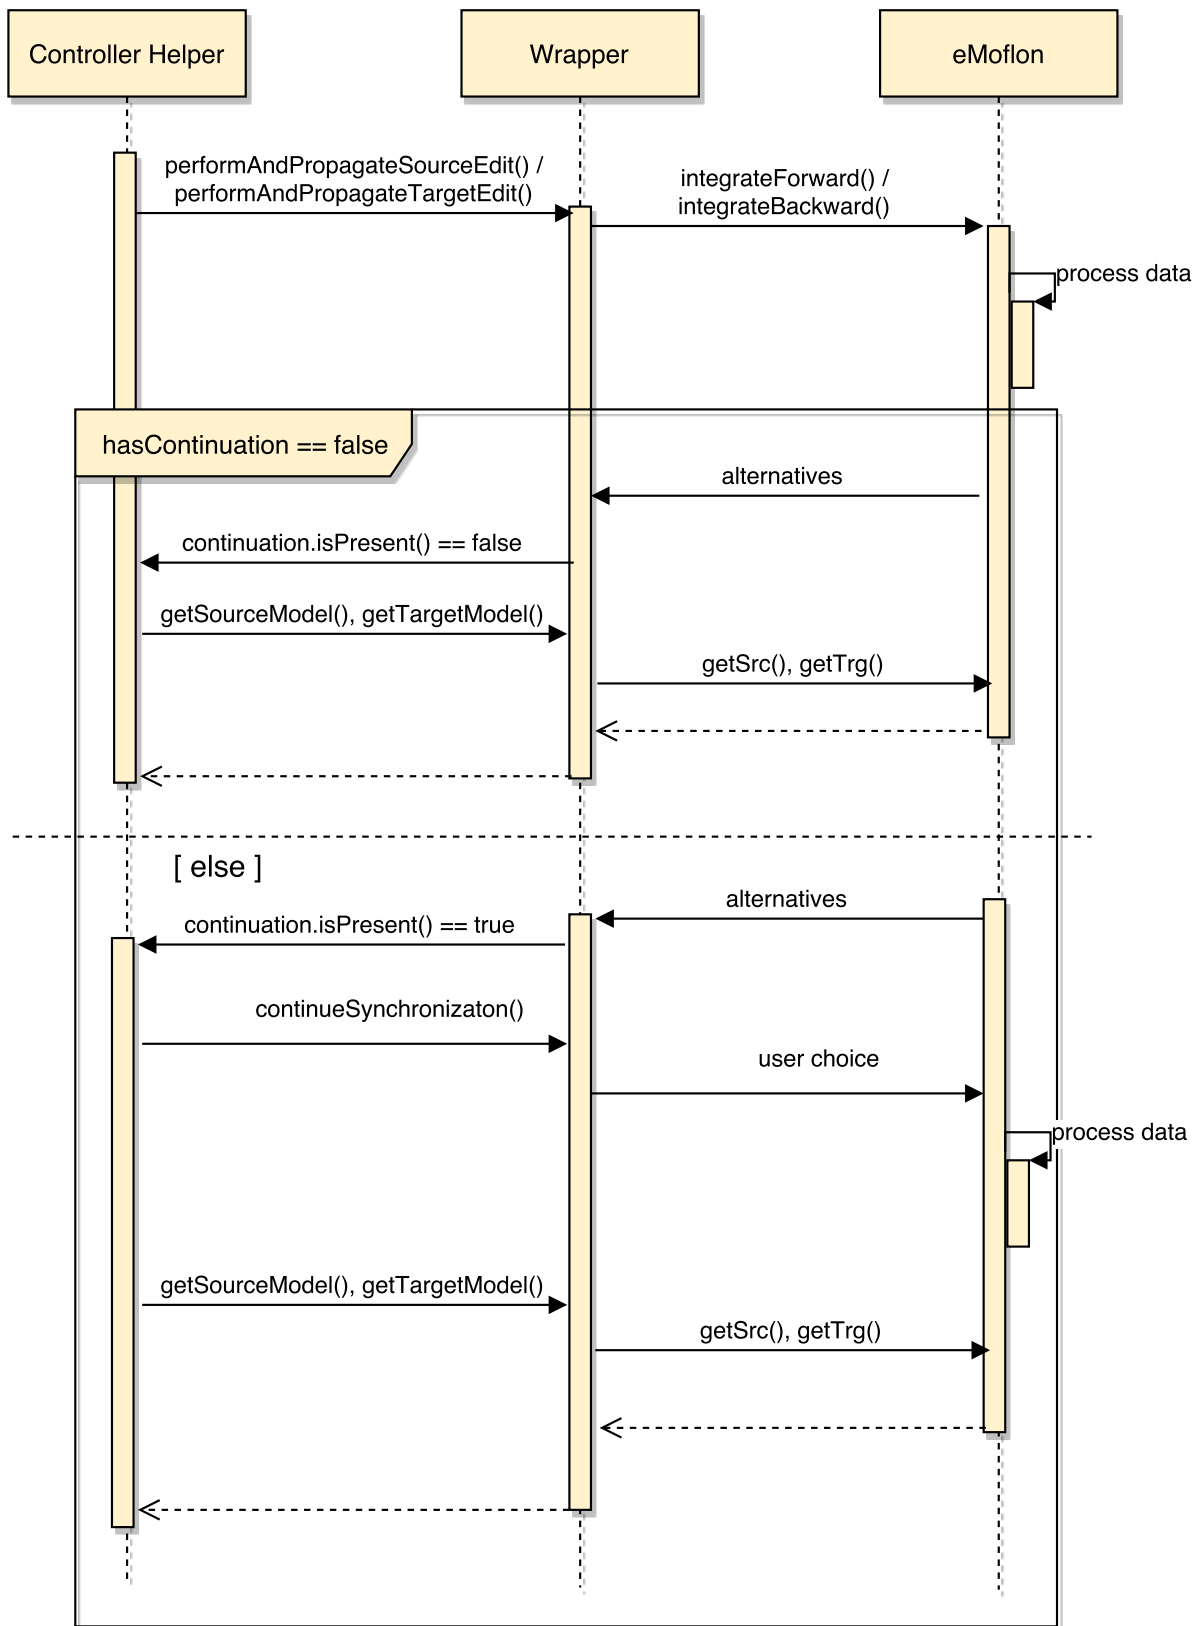 Controller Helper
Wrapper
eMoflon
performAndPropagateSourceEdit() /
performAndPropagateTargetEdit()
integrateForward() /
integrateBackward()
process data
hasContinuation == false
alternatives
continuation.isPresent() == false
getSourceModel(), getTargetModel()
getSrc(), getTrg()
[ else ]
alternatives
continuation.isPresent() == true
continueSynchronizaton()
user choice
process data
getSourceModel(), getTargetModel()
getSrc(), getTrg()